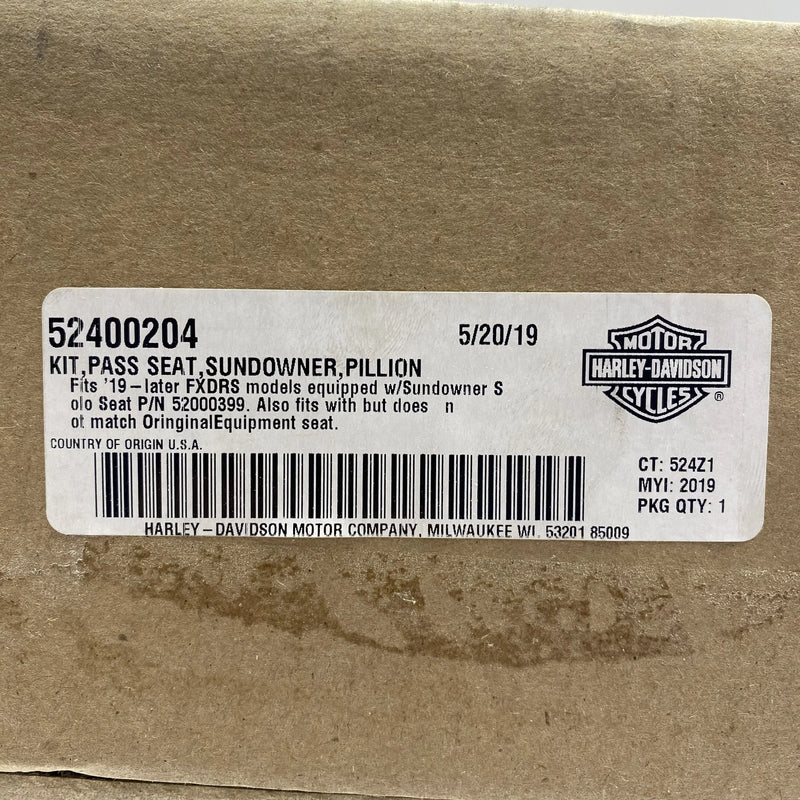 52400204 5/20/19
KIT,PASS SEAT,SUNDOWNER,PILLION
Fits '19-later FXDRS models equipped w/Sundowner S
olo Seat P/N 52000399. Also fits with but does n
ot match OringinalEquipment seat.
COUNTRY OF ORIGIN U.S.A.
HARLEY-DAVIDSON MOTOR COMPANY, MILWAUKEE WI. 53201 85009
MOTOR
HARLEY-DAVIDSON
CYCLES ®
CT: 524Z1
MYI: 2019
PKG QTY: 1